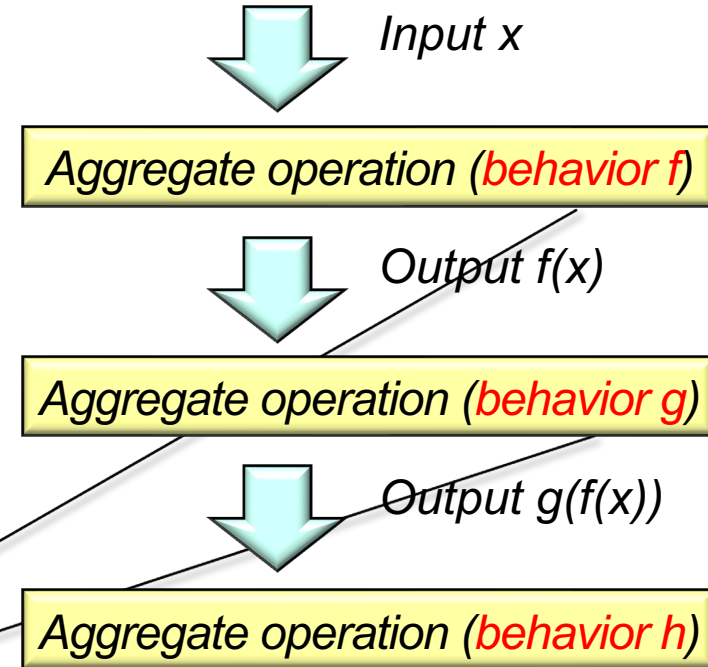 Input x
Aggregate operation (behavior f)
Output f(x)
Aggregate operation (behavior g)
Output g(f(x))
Aggregate operation (behavior h)